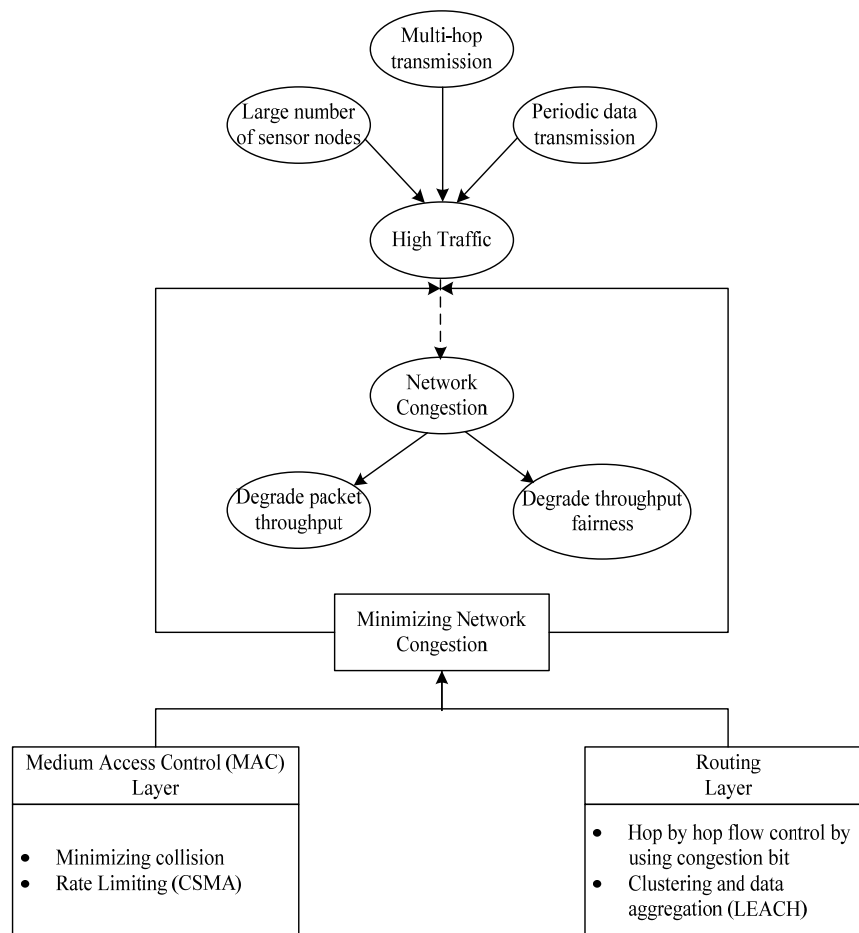 Multi-hop
transmission
Large number
of sensor nodes
Periodic data
transmission
High Traffic
Network
Congestion
Degrade packet
throughput
Degrade throughput
fairness
Minimizing Network
Congestion
Medium Access Control (MAC)
Layer
• Minimizing collision
• Rate Limiting (CSMA)
Routing
Layer
• Hop by hop flow control by
using congestion bit
• Clustering and data
aggregation (LEACH)